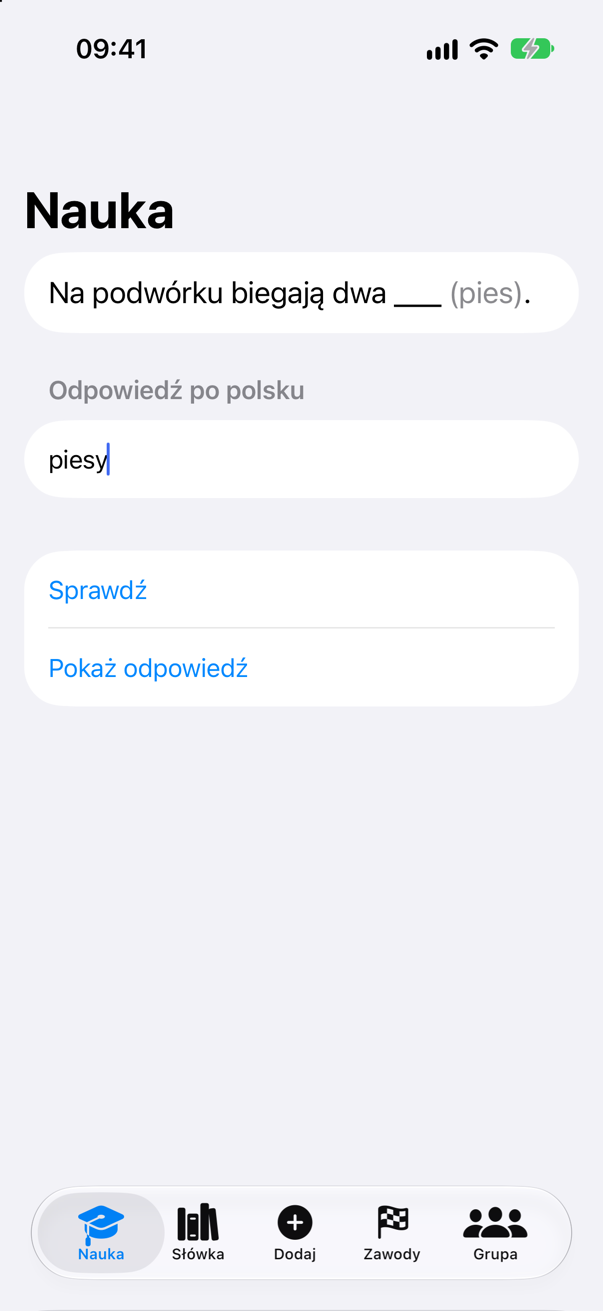 09:41
Nauka
Na podwórku biegają dwa ____ (pies).
Odpowiedź po polsku
piesy
Sprawdź
Pokaż odpowiedź
Nauka
Słówka
Dodaj
Zawody
Grupa